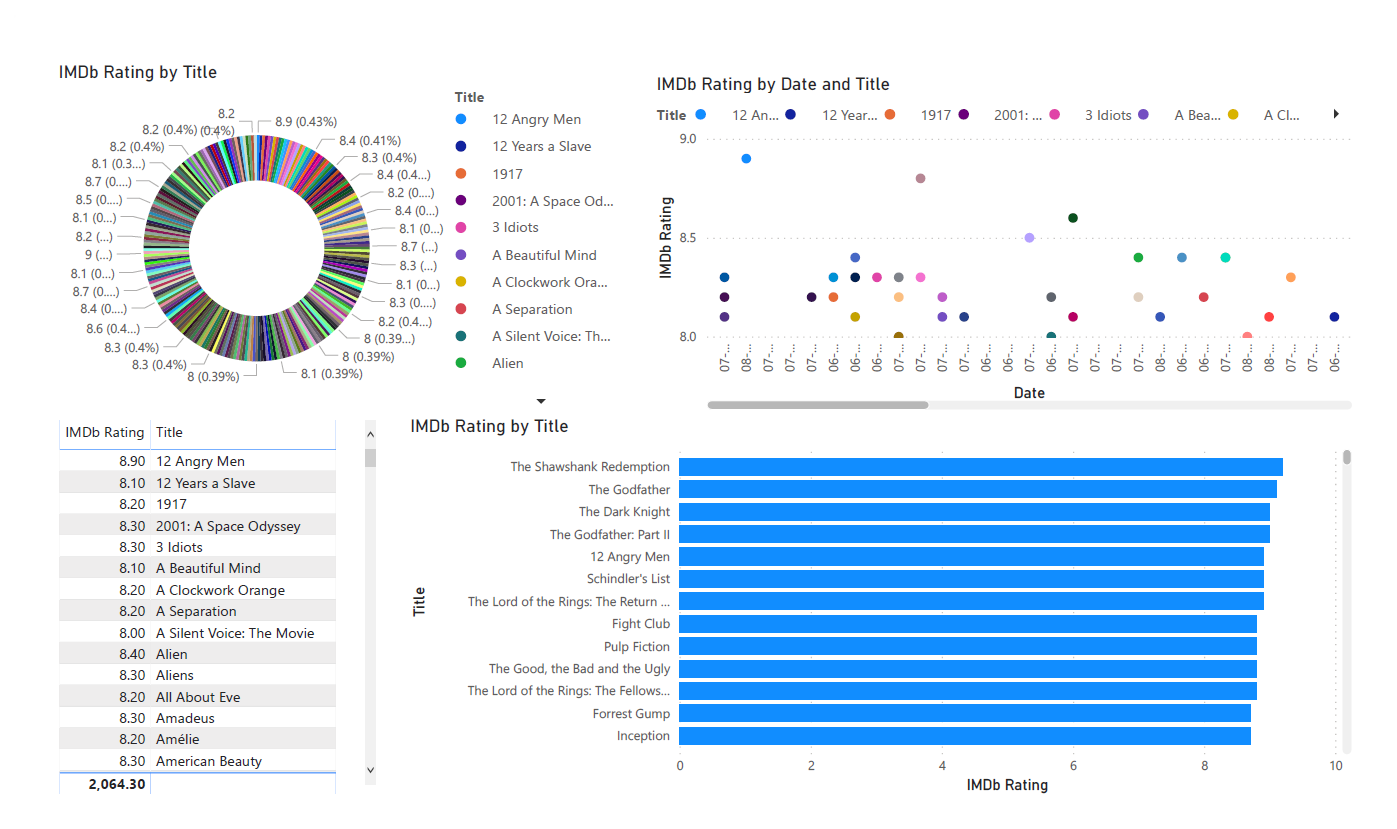 IMDb Rating by Title
8.2
8.9 (0.43%)
8.2 (0.4%)
(0.4%)
8.4 (0.41%)
8.2 (0.4%)
8.3 (0.4%)
8.1 (0.3...)
8.4 (0.4...)
8.7 (0....)
8.2 (0....)
8.5 (0....)
8.4 (0...)
8.1 (0...)
8.1 (0...)
8.2 (...)
8.7 (...)
9 (...)
8.3 (...)
8.1 (0...)
8.1 (...)
8.7 (0....)
8.3 (0...)
8.4 (0....)
8.2 (0.4...)
8.6 (0.4...)
8 (0.39...)
8.3 (0.4%)
8 (0.39%)
8.3 (0.4%)
8.1 (0.39%)
8 (0.39%)
Title
12 Angry Men
12 Years a Slave
1917
2001: A Space Od...
3 Idiots
A Beautiful Mind
A Clockwork Ora...
A Separation
A Silent Voice: Th...
Alien
IMDb Rating by Date and Title
Title 12 An... 12 Year... 1917 2001: ... 3 Idiots A Bea... A Cl...
9.0
8.5
8.0
IMDb Rating
07-... 08-... 07-... 07-... 07-... 06-... 06-... 06-... 07-... 07-... 07-... 07-... 06-... 06-... 07-... 06-... 07-... 07-... 07-... 07-... 08-... 06-... 07-... 07-... 08-... 08-... 07-... 07-... 06-...
Date
IMDb Rating Title
8.90 12 Angry Men
8.10 12 Years a Slave
8.20 1917
8.30 2001: A Space Odyssey
8.30 3 Idiots
8.10 A Beautiful Mind
8.20 A Clockwork Orange
8.20 A Separation
8.00 A Silent Voice: The Movie
8.40 Alien
8.30 Aliens
8.20 All About Eve
8.30 Amadeus
8.20 Amélie
8.30 American Beauty
2,064.30
IMDb Rating by Title
Title
The Shawshank Redemption
The Godfather
The Dark Knight
The Godfather: Part II
12 Angry Men
Schindler's List
The Lord of the Rings: The Return ...
Fight Club
Pulp Fiction
The Good, the Bad and the Ugly
The Lord of the Rings: The Fellows...
Forrest Gump
Inception
0 2 4 6 8 10
IMDb Rating